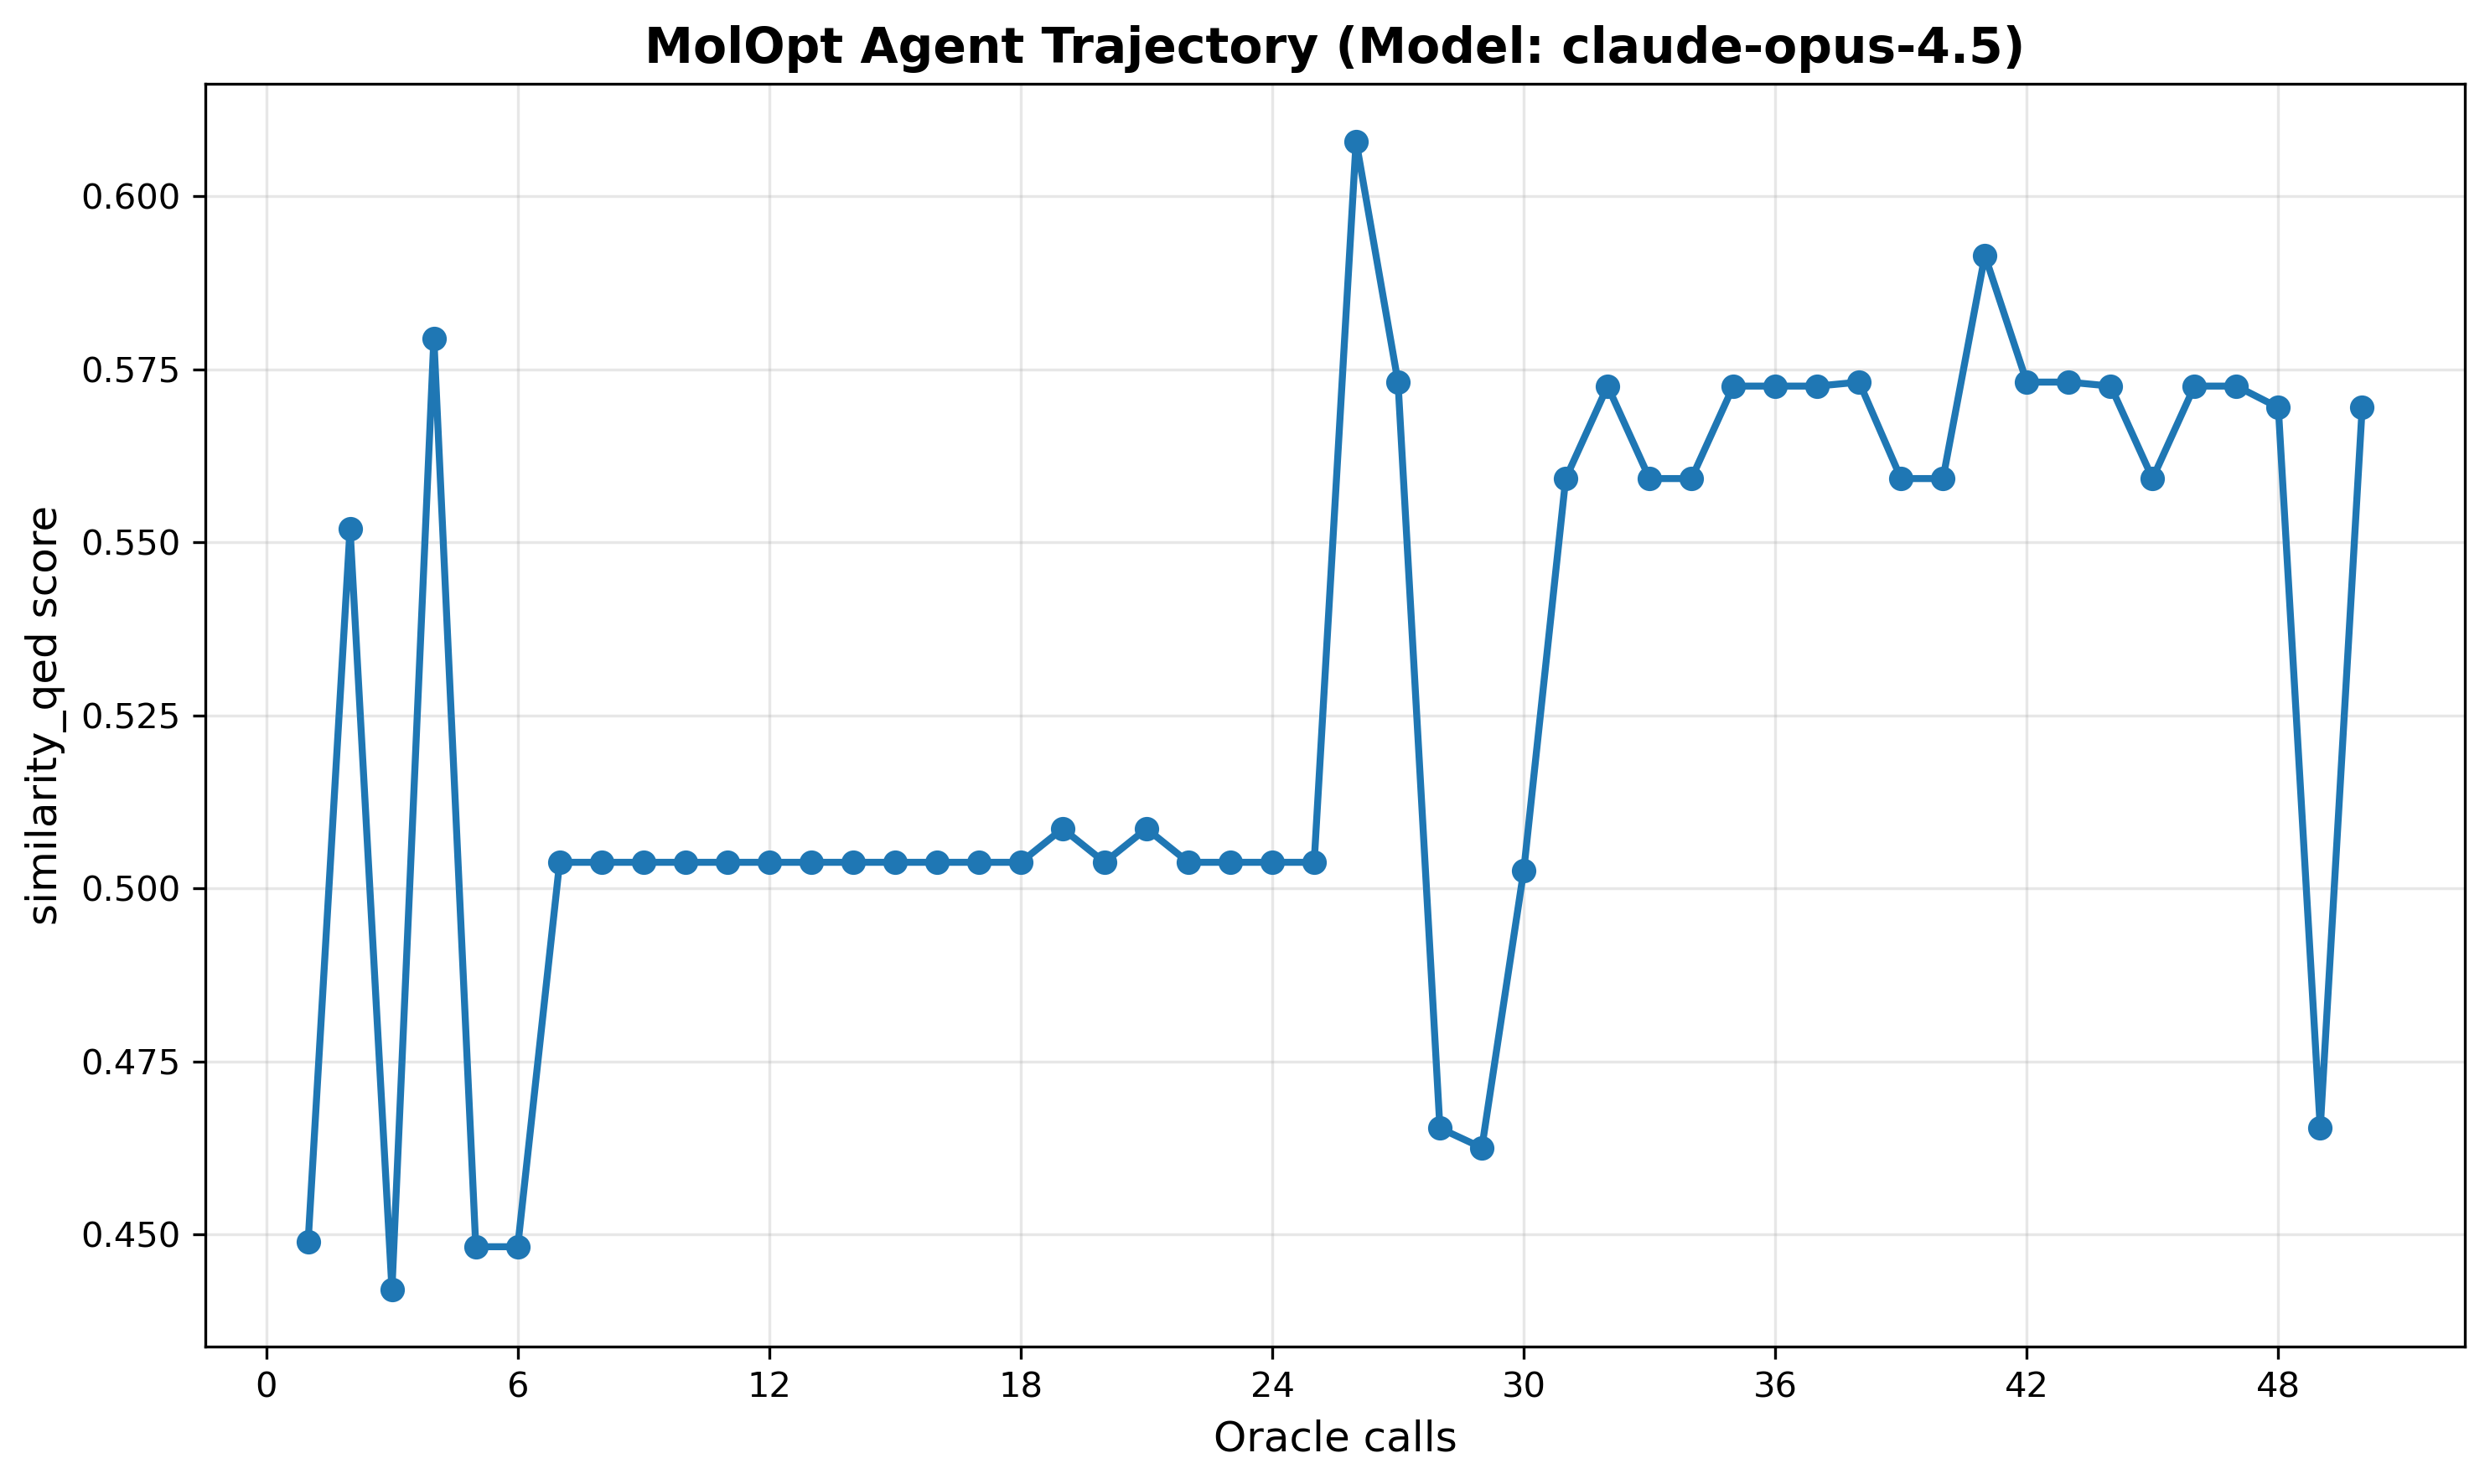 MolOpt Agent Trajectory (Model: claude-opus-4.5)
similarity_qed score
0.600
0.575
0.550
0.525
0.500
0.475
0.450
0 6 12 18 24 30 36 42 48
Oracle calls